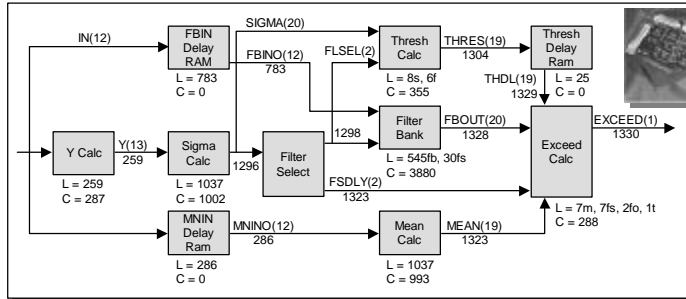 SIGMA(20)
IN(12)
FBIN
Delay
RAM
FBINO(12)
783
L = 783
C = 0
FLSEL(2)
Thresh
Calc
THRES(19)
1304
L = 8s, 6f
C = 355
Thresh
Delay
Ram
THDL(19)
1329
L = 25
C = 0
Y Calc
Y(13)
259
L = 259
C = 287
Sigma
Calc
1296
L = 1037
C = 1002
Filter
Select
1298
Filter
Bank
FBOUT(20)
1328
L = 545fb, 30fs
C = 3880
FSDLY(2)
1323
Exceed
Calc
EXCEED(1)
1330
L = 7m, 7fs, 2fo, 1t
C = 288
MNIN
Delay
Ram
MNINO(12)
286
L = 286
C = 0
Mean
Calc
MEAN(19)
1323
L = 1037
C = 993